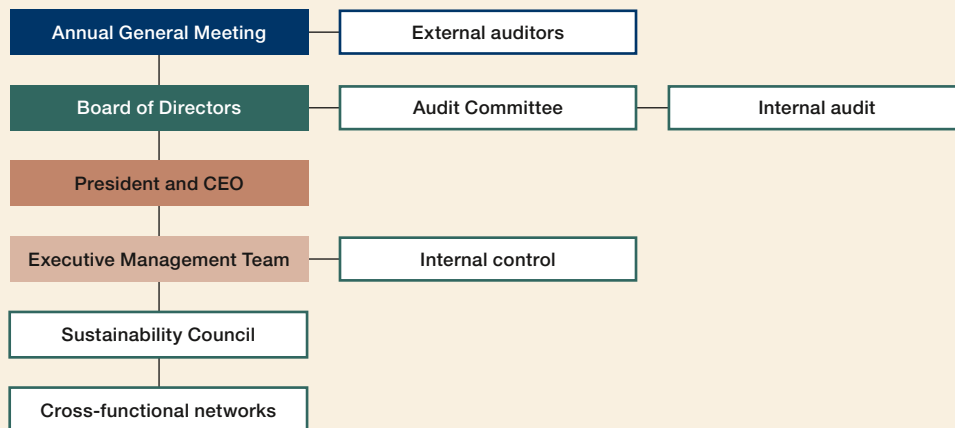 Annual General Meeting
External auditors
Board of Directors
Audit Committee
Internal audit
President and CEO
Executive Management Team
Internal control
Sustainability Council
Cross-functional networks